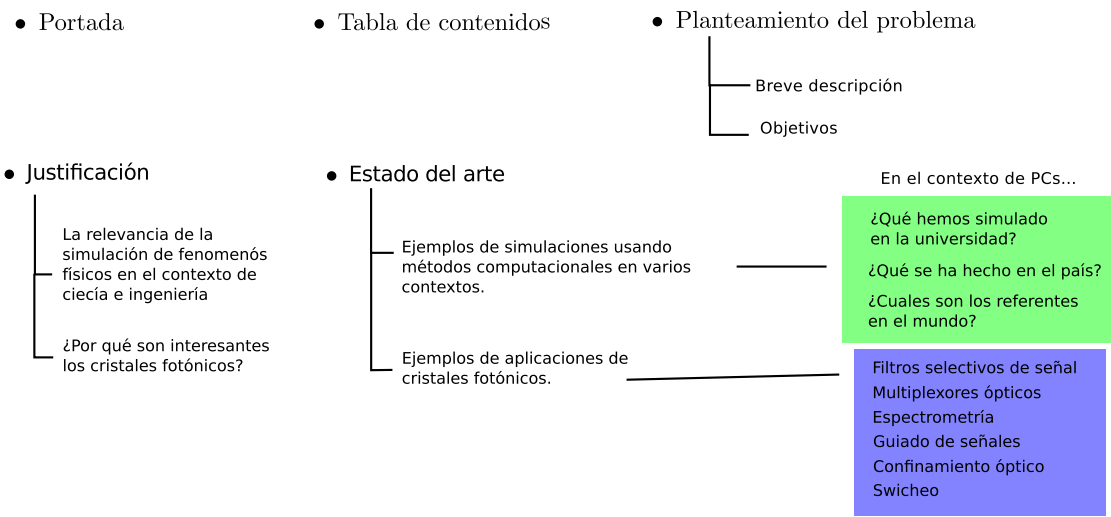 Portada
Tabla de contenidos
Planteamiento del problema
Breve descripción
Objetivos
Justificación
La relevancia de la
simulación de fenomenós
físicos en el contexto de
ciecía e ingeniería
¿Por qué son interesantes
los cristales fotónicos?
Estado del arte
Ejemplos de simulaciones usando
métodos computacionales en varios
contextos.
Ejemplos de aplicaciones de
cristales fotónicos.
En el contexto de PCs...
¿Qué hemos simulado
en la universidad?
¿Qué se ha hecho en el país?
¿Cuales son los referentes
en el mundo?
Filtros selectivos de señal
Multiplexores ópticos
Espectrometría
Guiado de señales
Confinamiento óptico
Swicheo